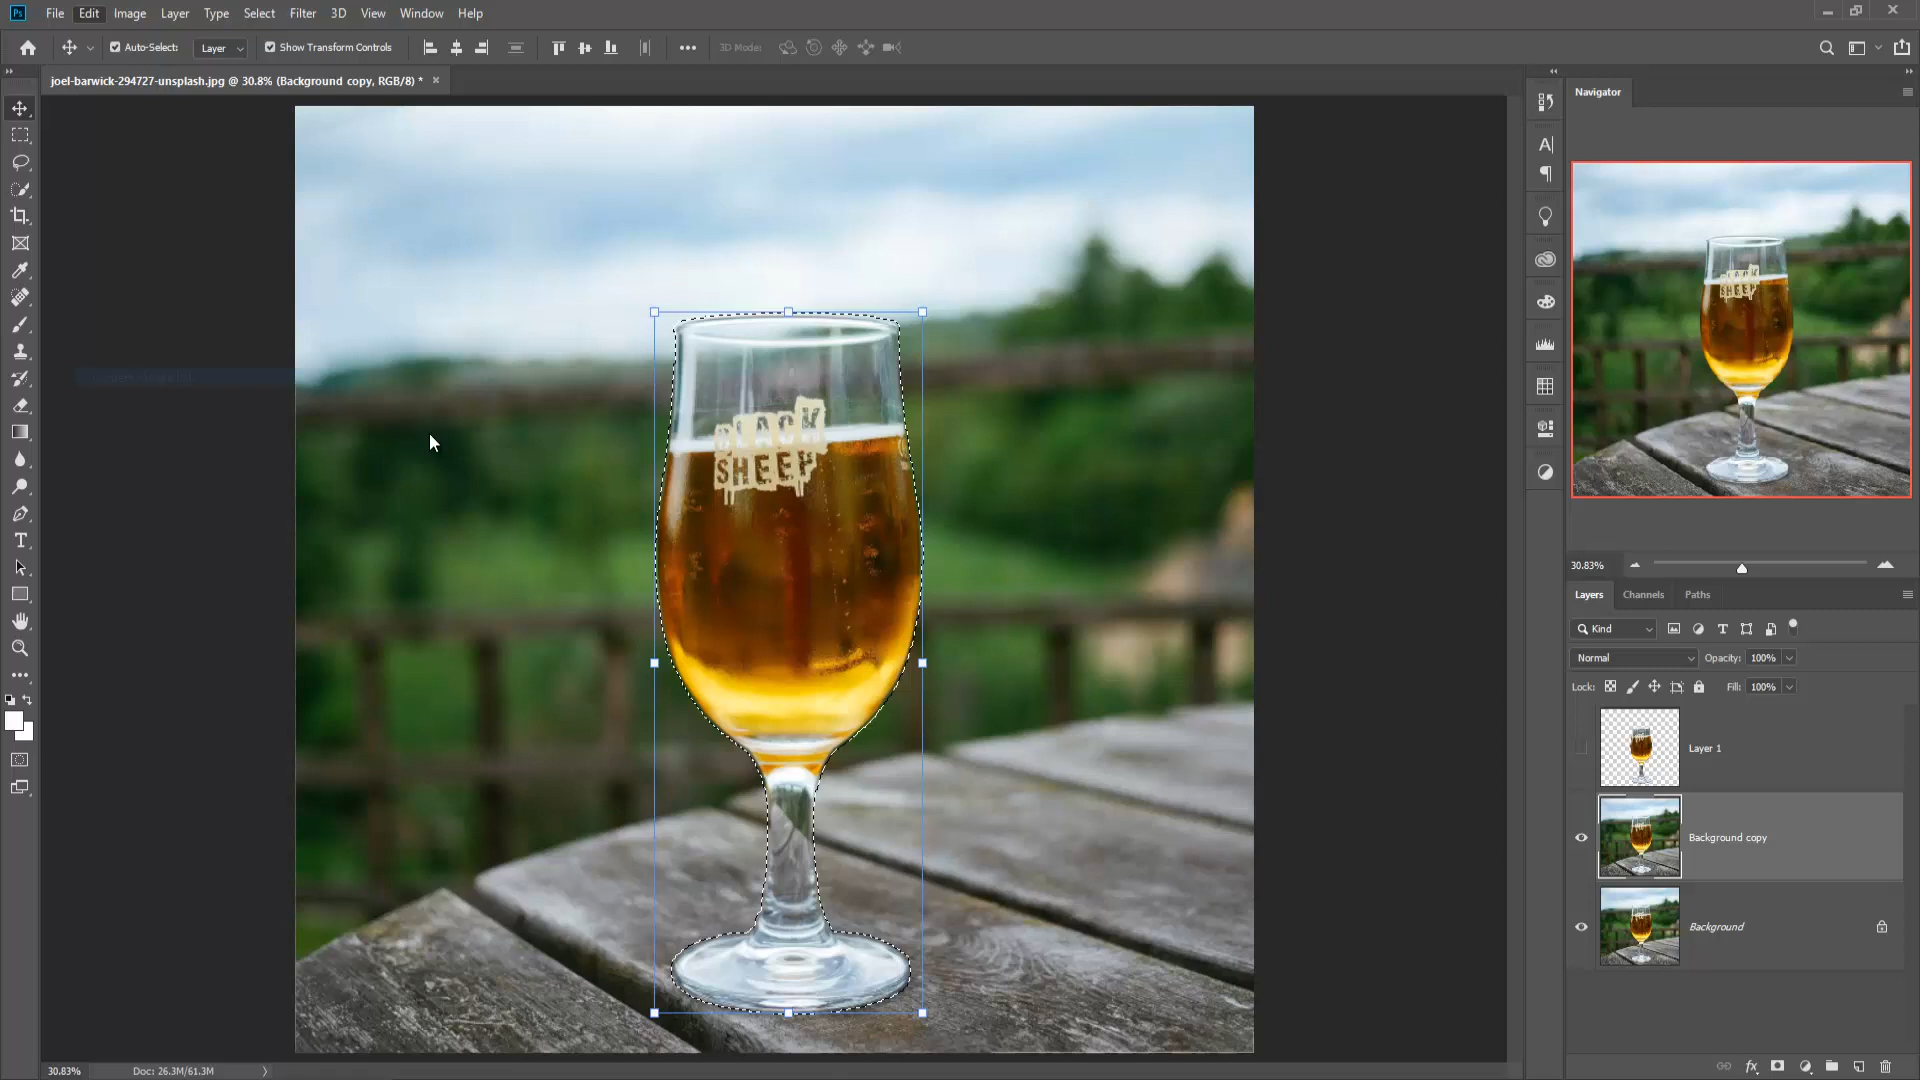 Ps File Edit Image Layer Type Select Filter 3D View Window Help
Auto-Select: Layer Show Transform Controls 3D Mode:
joel-barwick-294727-unsplash.jpg @ 30.8% (Background copy, RGB/8) * ×
Navigator
BLACK
SHEEP
30.83%
Layers Channels Paths
Kind
Normal Opacity: 100%
Lock: Fill: 100%
Layer 1
Background copy
Background
30.83% Doc: 26.3M/61.3M